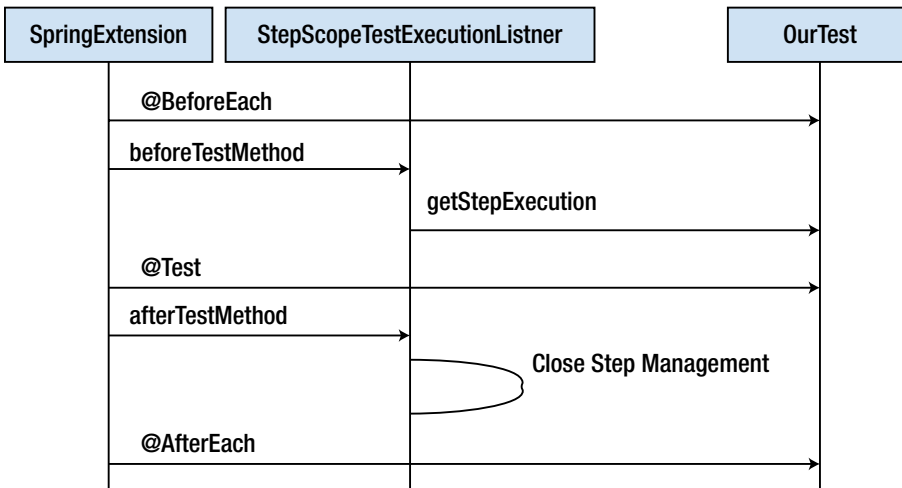 SpringExtension
StepScopeTestExecutionListner
OurTest
@BeforeEach
beforeTestMethod
getStepExecution
@Test
afterTestMethod
Close Step Management
@AfterEach